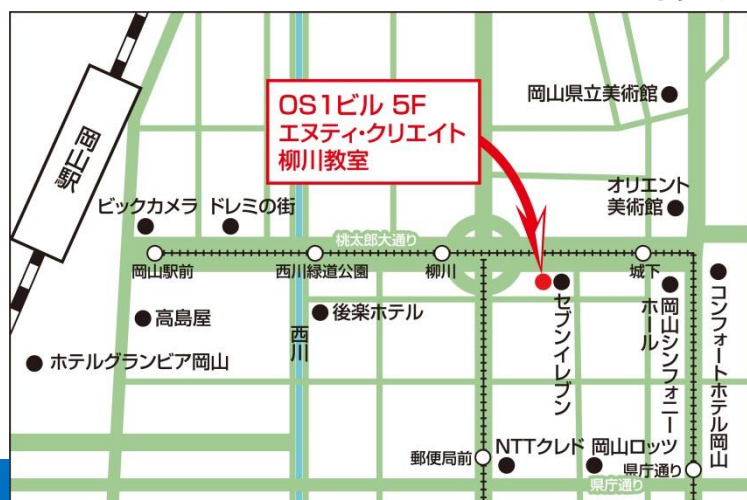 OS1ビル 5F
エヌティ・クリエイト
柳川教室
岡山県立美術館
岡山駅
オリエント
美術館
ビックカメラ
ドレミの街
桃太郎大通り
岡山駅前
西川緑道公園
柳川
城下
高島屋
後楽ホテル
西川
セブンイレブン
岡山シンフォニー
ホール
コンフォートホテル岡山
ホテルグランビア岡山
郵便局前
NTTクレド
岡山ロッツ
県庁通り
県庁通り